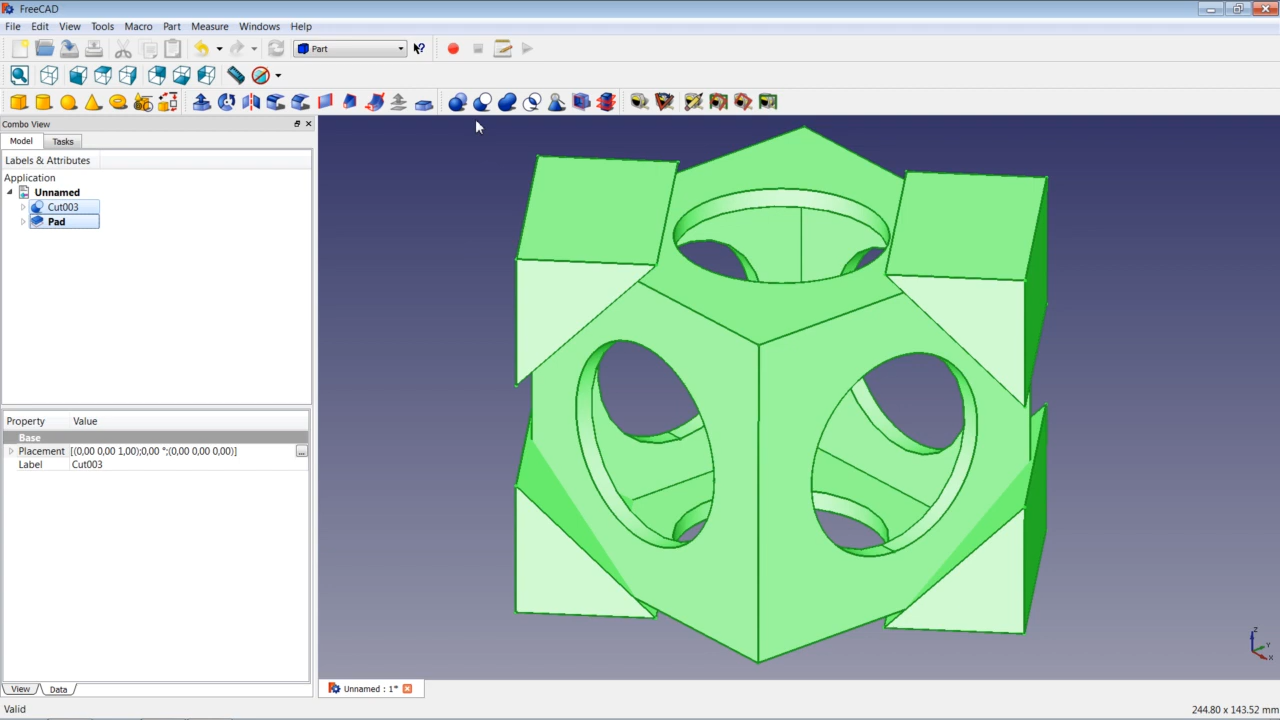 FreeCAD
File Edit View Tools Macro Part Measure Windows Help
Part
Combo View
Model Tasks
Labels & Attributes
Application
Unnamed
Cut003
Pad
Property Value
Base
Placement [(0,00 0,00 1,00);0,00 °;(0,00 0,00 0,00)] ...
Label Cut003
Z
Y
X
View Data
Unnamed : 1*
Valid 244.80 x 143.52 mm